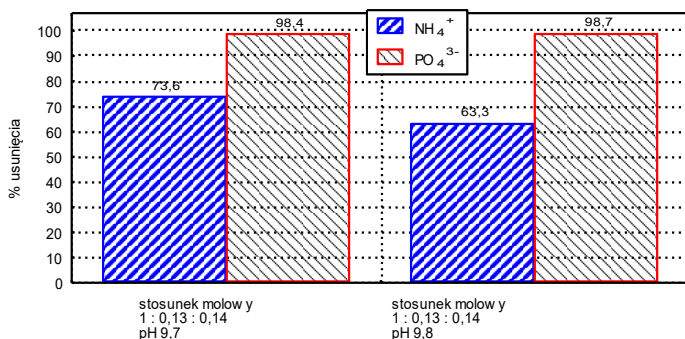 % usunięcia
100
90
80
70
60
50
40
30
20
10
0
NH₄⁺
PO₄³⁻
73,6
98,4
63,3
98,7
stosunek molow y
1 : 0,13 : 0,14
pH 9,7
stosunek molow y
1 : 0,13 : 0,14
pH 9,8